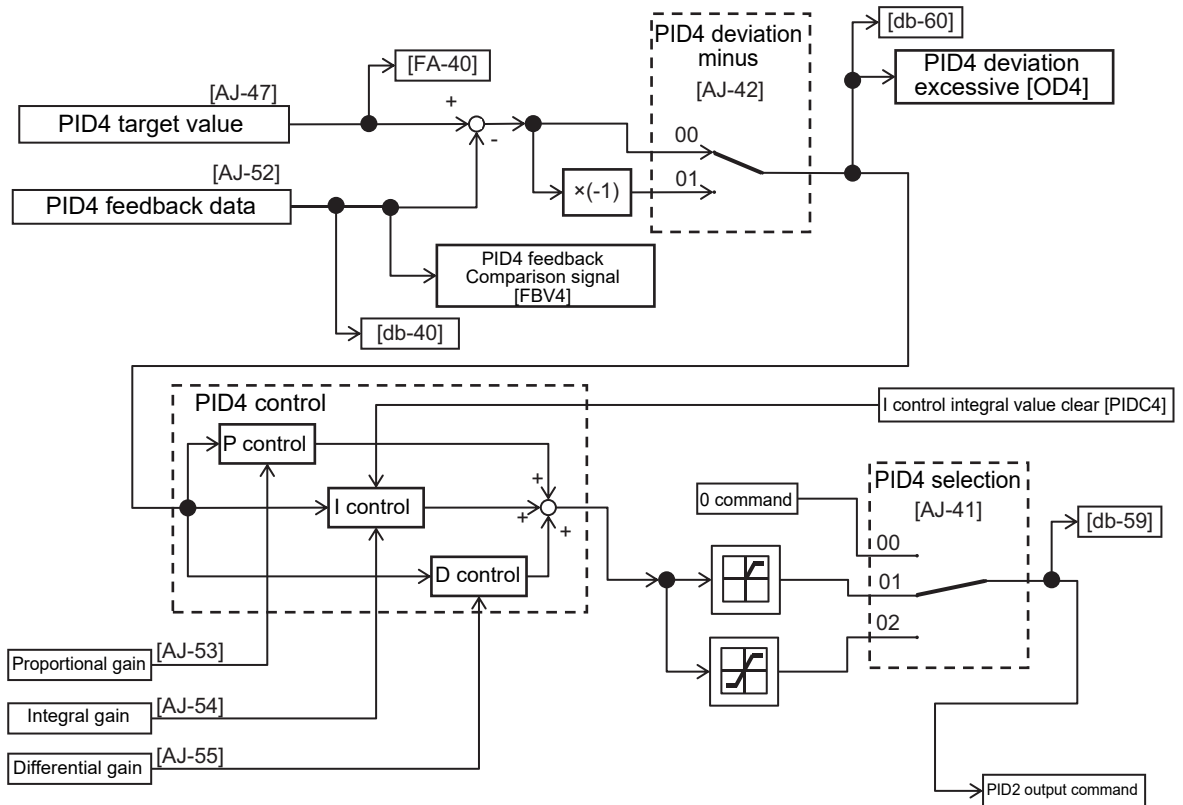 [db-60]
PID4 deviation
minus
[AJ-42]
[FA-40]
PID4 deviation
excessive [OD4]
[AJ-47]
PID4 target value
+
-
00
[AJ-52]
PID4 feedback data
×(-1)
01
PID4 feedback
Comparison signal
[FBV4]
[db-40]
PID4 control
I control integral value clear [PIDC4]
P control
I control
D control
+
+
+
0 command
PID4 selection
[AJ-41]
[db-59]
00
01
02
Proportional gain
[AJ-53]
Integral gain
[AJ-54]
Differential gain
[AJ-55]
PID2 output command